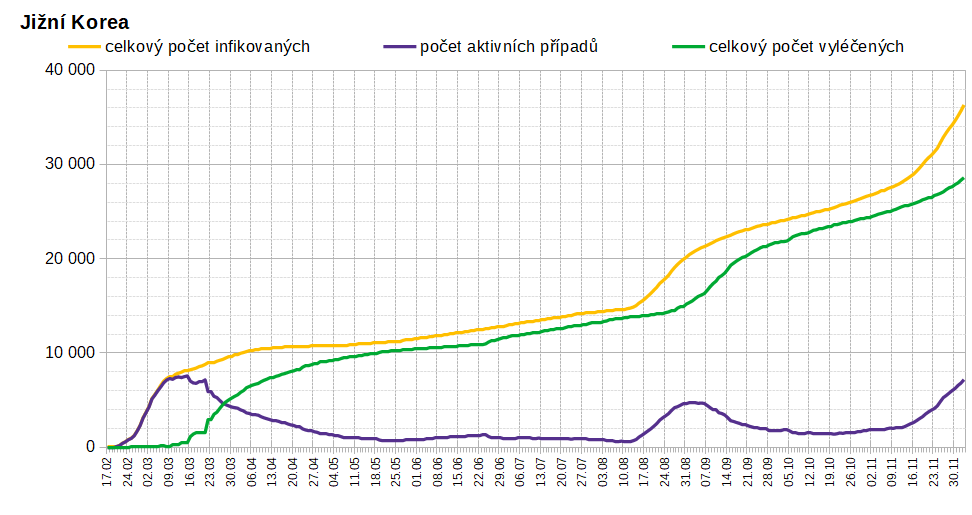 Jižní Korea
celkový počet infikovaných počet aktivních případů celkový počet vyléčených
40 000
30 000
20 000
10 000
0
17.02 24.02 02.03 09.03 16.03 23.03 30.03 06.04 13.04 20.04 27.04 04.05 11.05 18.05 25.05 01.06 08.06 15.06 22.06 29.06 06.07 13.07 20.07 27.07 03.08 10.08 17.08 24.08 31.08 07.09 14.09 21.09 28.09 05.10 12.10 19.10 26.10 02.11 09.11 16.11 23.11 30.11